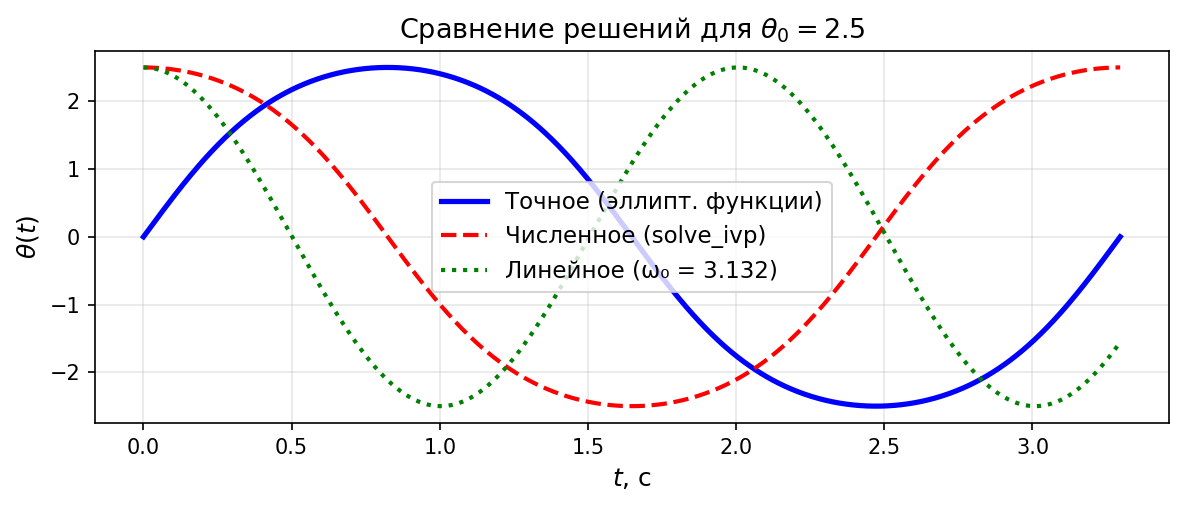 Сравнение решений для θ₀ = 2.5
θ(t)
2
1
0
−1
−2
Точное (эллипт. функции)
Численное (solve_ivp)
Линейное (ω₀ = 3.132)
0.0 0.5 1.0 1.5 2.0 2.5 3.0
t, с